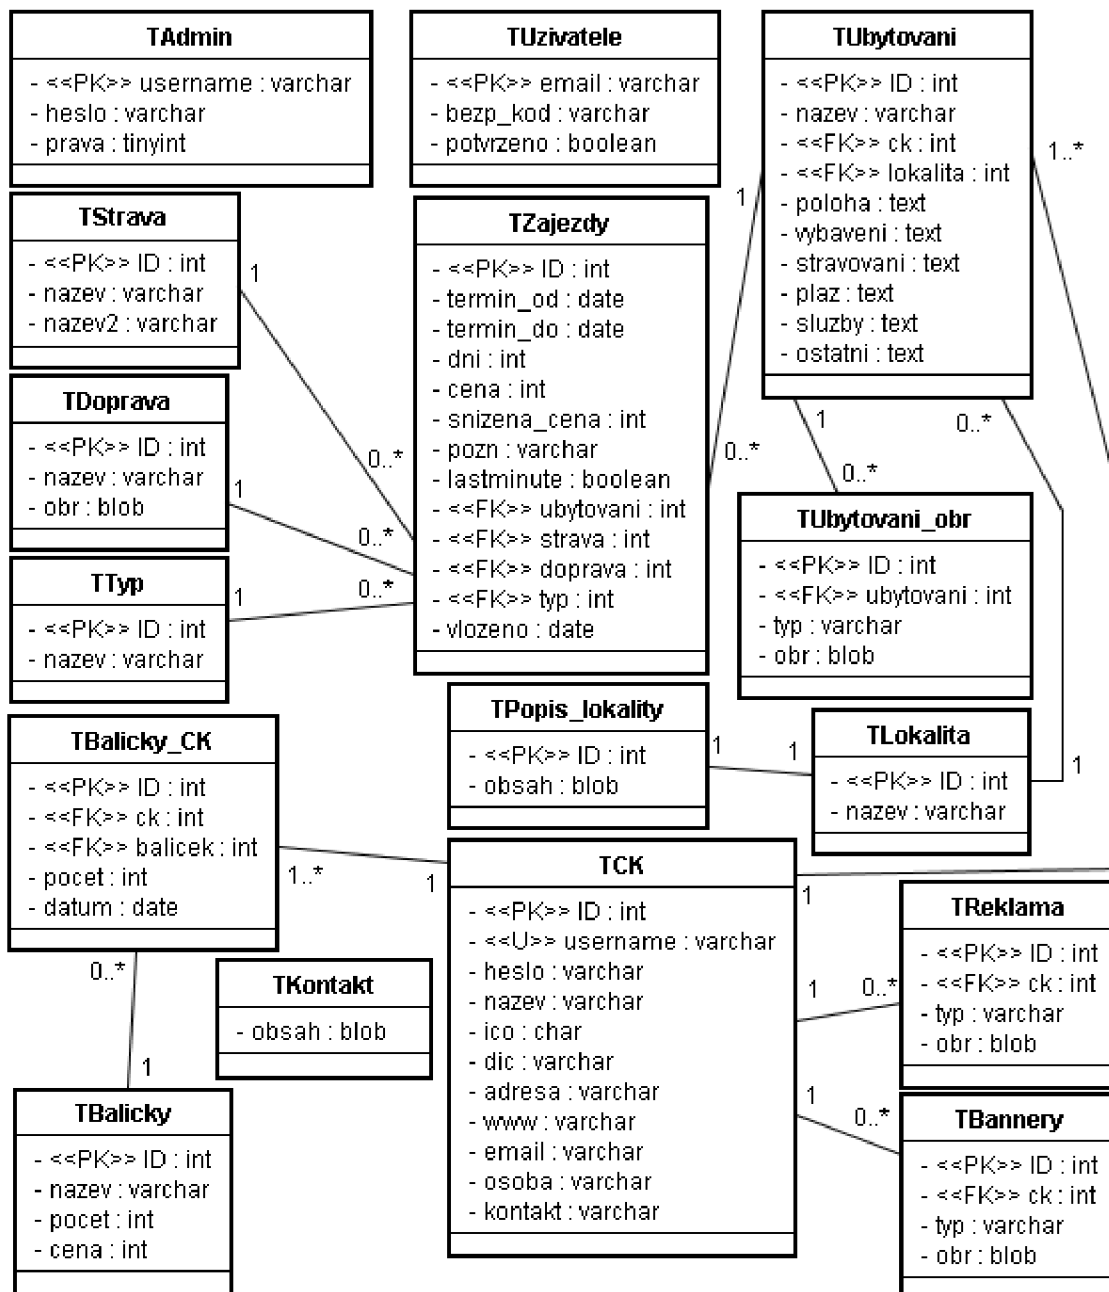 TAdmin
- <<PK>> username : varchar
- heslo : varchar
- prava : tinyint
TUzivatele
- <<PK>> email : varchar
- bezp_kod : varchar
- potvrzeno : boolean
TUbytovani
- <<PK>> ID : int
- nazev : varchar
- <<FK>> ck : int
- <<FK>> lokalita : int
- poloha : text
- vybaveni : text
- stravovani : text
- plaz : text
- sluzby : text
- ostatni : text
1..*
1
TStrava
- <<PK>> ID : int
- nazev : varchar
- nazev2 : varchar
1
TZajezdy
- <<PK>> ID : int
- termin_od : date
- termin_do : date
- dni : int
- cena : int
- snizena_cena : int
- pozn : varchar
- lastminute : boolean
- <<FK>> ubytovani : int
- <<FK>> strava : int
- <<FK>> doprava : int
- <<FK>> typ : int
- vlozeno : date
0..*
0..*
0..*
0..*
TDoprava
- <<PK>> ID : int
- nazev : varchar
- obr : blob
1
1
0..*
0..*
TUbytovani_obr
- <<PK>> ID : int
- <<FK>> ubytovani : int
- typ : varchar
- obr : blob
TTyp
- <<PK>> ID : int
- nazev : varchar
1
TPopis_lokality
- <<PK>> ID : int
- obsah : blob
1
1
TLokalita
- <<PK>> ID : int
- nazev : varchar
1
TBalicky_CK
- <<PK>> ID : int
- <<FK>> ck : int
- <<FK>> balicek : int
- pocet : int
- datum : date
1..*
1
0..*
TCK
- <<PK>> ID : int
- <<U>> username : varchar
- heslo : varchar
- nazev : varchar
- ico : char
- dic : varchar
- adresa : varchar
- www : varchar
- email : varchar
- osoba : varchar
- kontakt : varchar
1
1
0..*
1
0..*
TReklama
- <<PK>> ID : int
- <<FK>> ck : int
- typ : varchar
- obr : blob
TKontakt
- obsah : blob
1
TBalicky
- <<PK>> ID : int
- nazev : varchar
- pocet : int
- cena : int
TBannery
- <<PK>> ID : int
- <<FK>> ck : int
- typ : varchar
- obr : blob